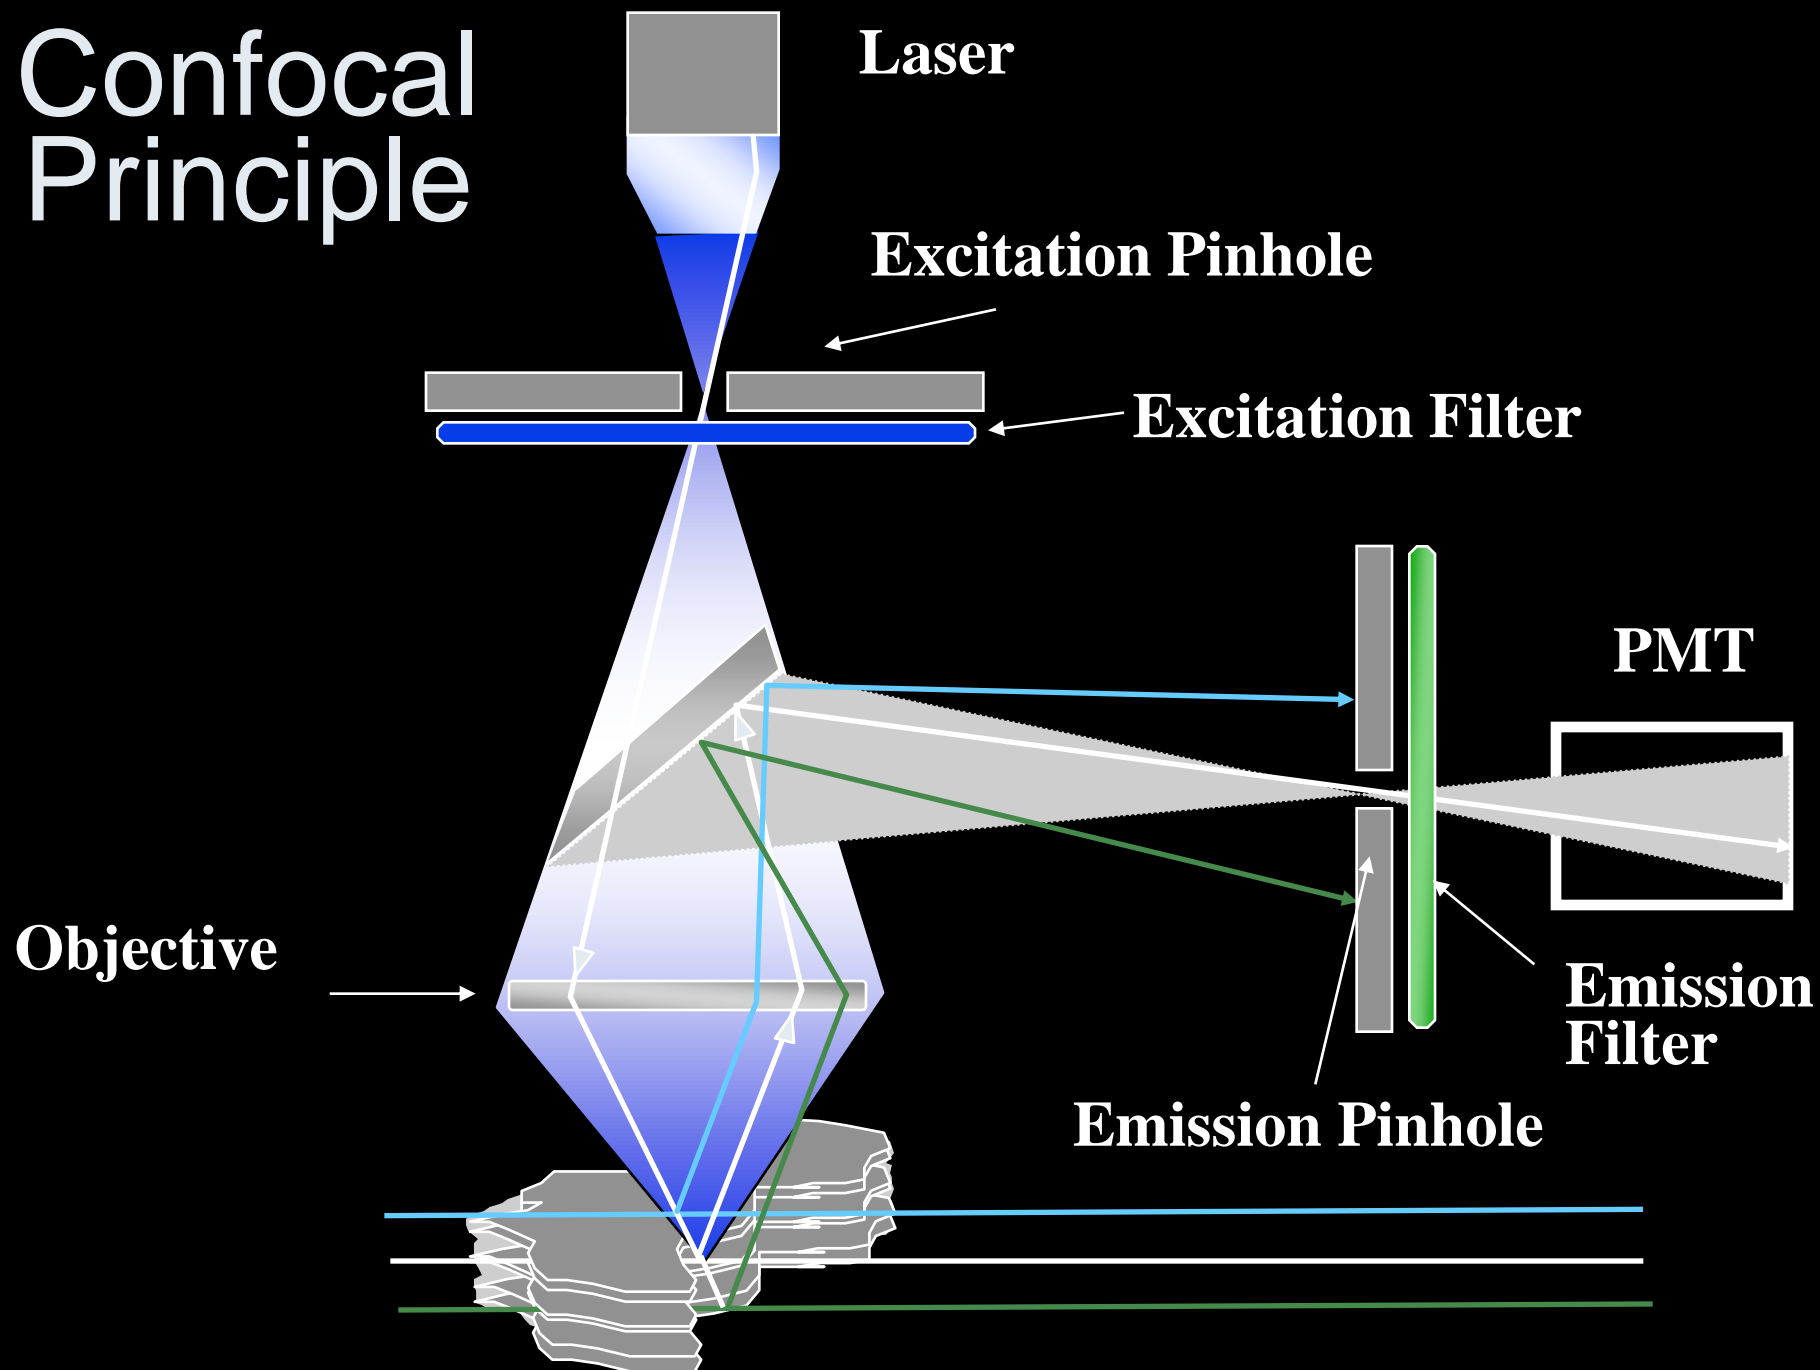 Confocal
Principle
Laser
Excitation Pinhole
Excitation Filter
PMT
Objective
Emission
Filter
Emission Pinhole